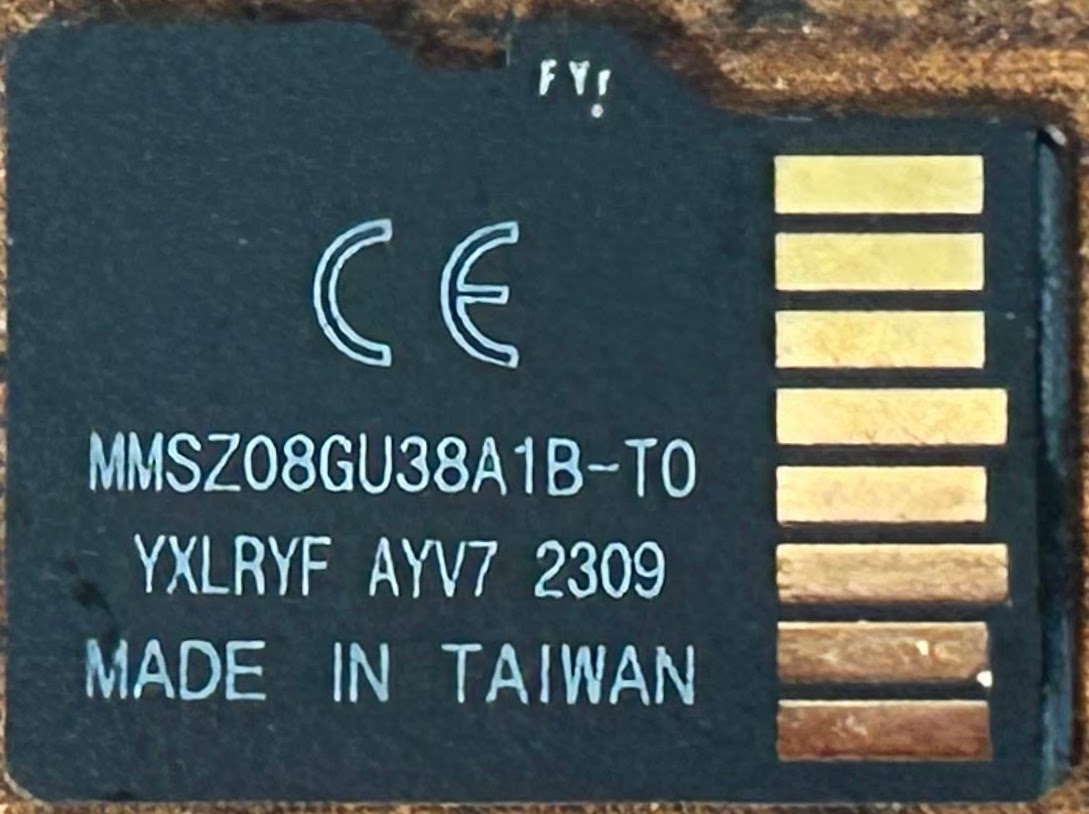 FY!
CE
MMSZ08GU38A1B-T0
YXLRYF AYV7 2309
MADE IN TAIWAN